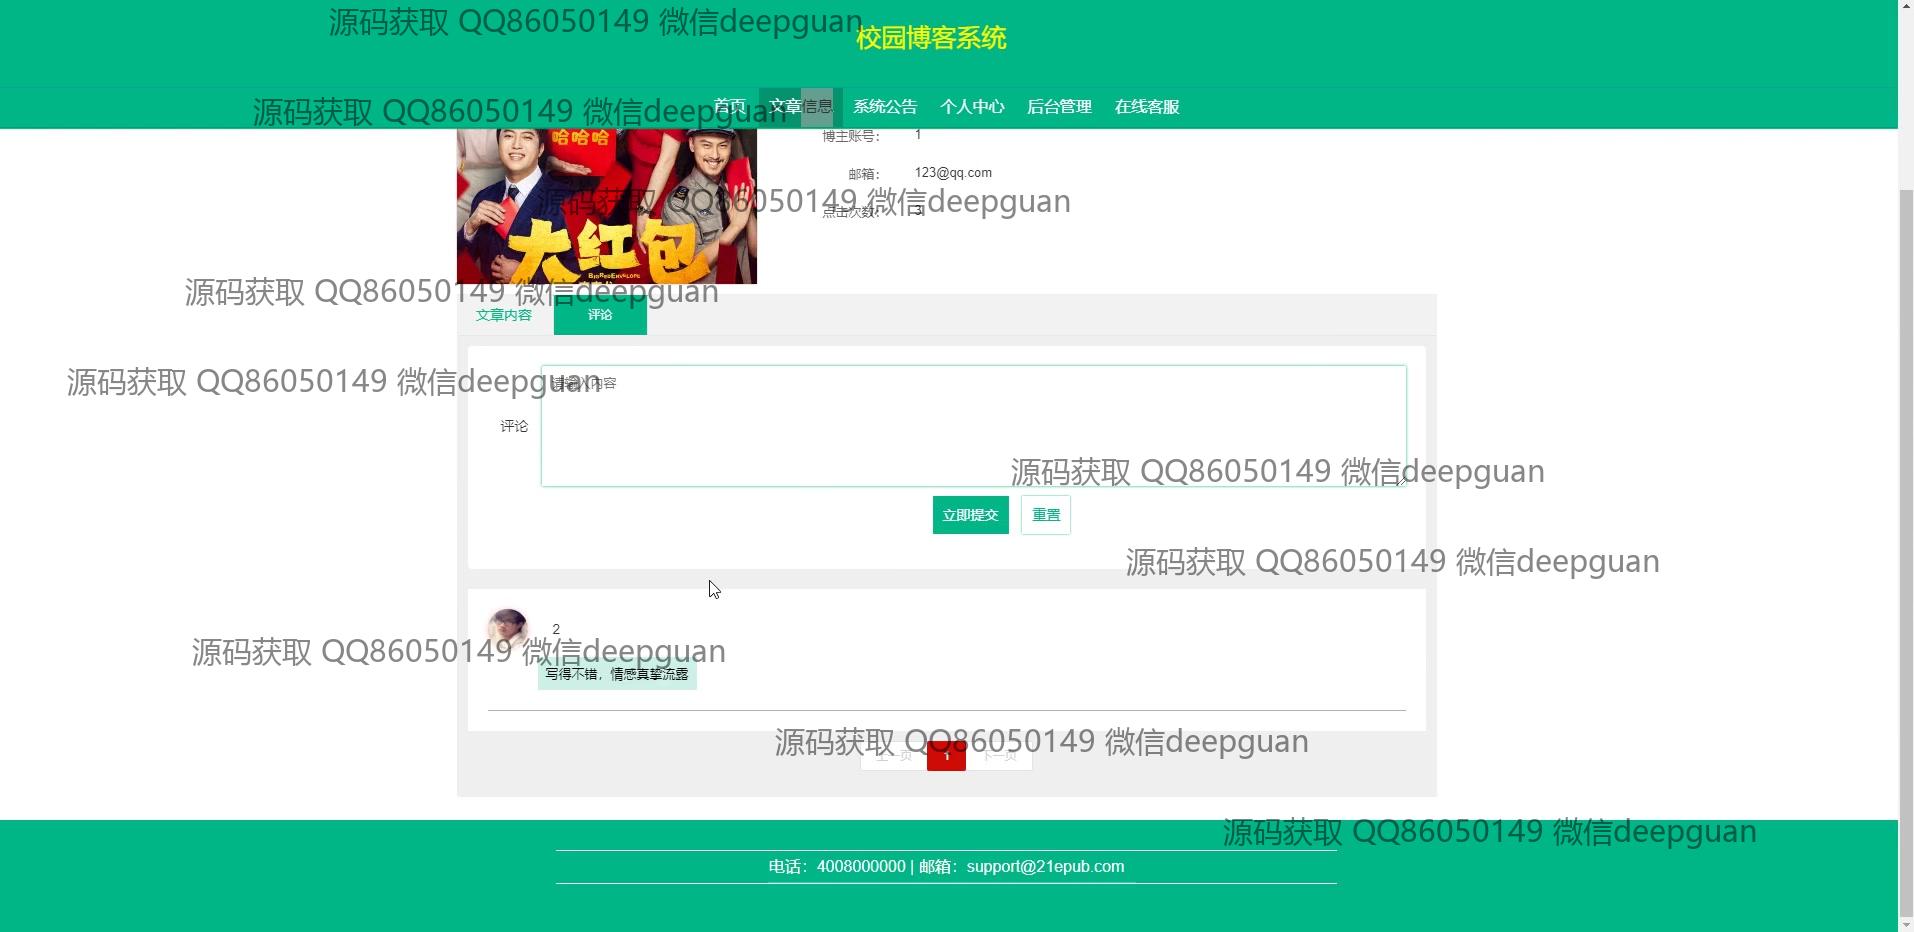 源码获取 QQ86050149 微信deepguan
校园博客系统
源码获取 QQ86050149 微信deepguan
首页 文章信息 系统公告 个人中心 后台管理 在线客服
哈哈哈
博主账号： 1
邮箱： 123@qq.com
源码获取 QQ86050149 微信deepguan
点击次数： 3
大红包
BIG RED ENVELOPE
源码获取 QQ86050149 微信deepguan
文章内容 评论
源码获取 QQ86050149 微信deepguan
请输入内容
评论
源码获取 QQ86050149 微信deepguan
立即提交 重置
源码获取 QQ86050149 微信deepguan
2
源码获取 QQ86050149 微信deepguan
写得不错，情感真挚流露
源码获取 QQ86050149 微信deepguan
上一页 1 下一页
源码获取 QQ86050149 微信deepguan
电话：4008000000 | 邮箱：support@21epub.com